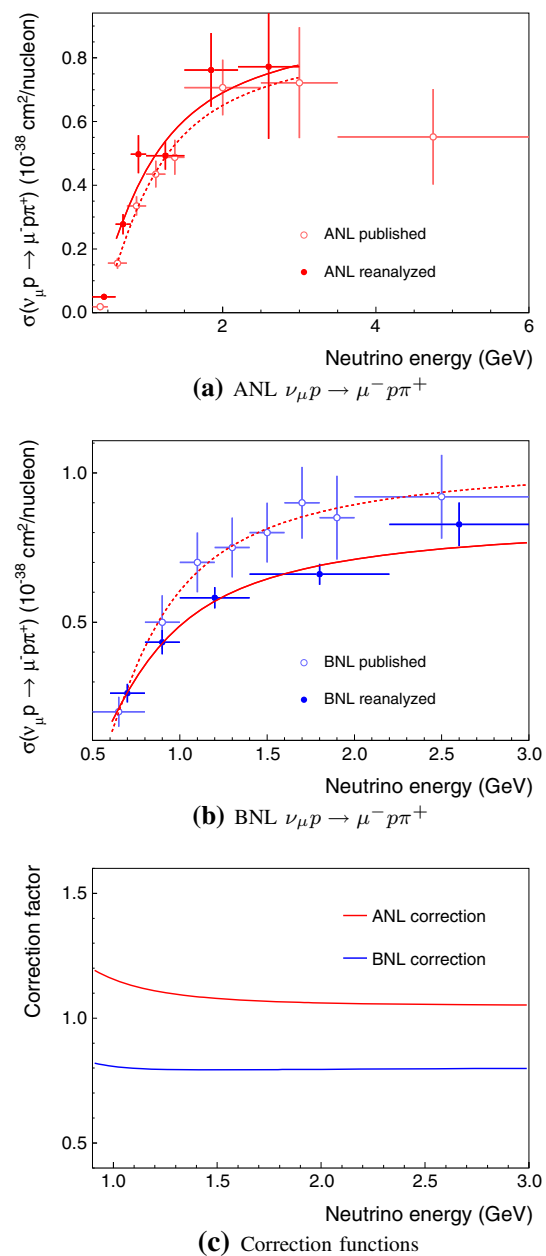 σ(ν_μp → μ⁻pπ⁺) (10⁻³⁸ cm²/nucleon)
0.8
0.6
0.4
0.2
0.0
ANL published
ANL reanalyzed
2
4
6
Neutrino energy (GeV)
(a) ANL ν_μp → μ⁻pπ⁺
σ(ν_μp → μ⁻pπ⁺) (10⁻³⁸ cm²/nucleon)
1.0
0.5
BNL published
BNL reanalyzed
0.5
1.0
1.5
2.0
2.5
3.0
Neutrino energy (GeV)
(b) BNL ν_μp → μ⁻pπ⁺
Correction factor
1.5
1.0
0.5
ANL correction
BNL correction
1.0
1.5
2.0
2.5
3.0
Neutrino energy (GeV)
(c) Correction functions